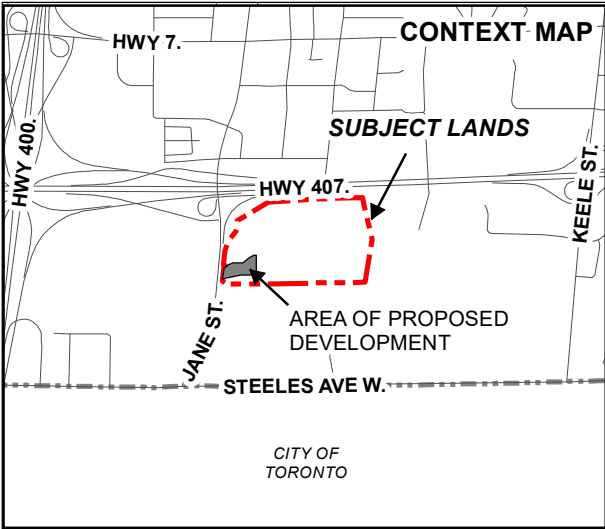 CONTEXT MAP
HWY 7.
HWY 400.
SUBJECT LANDS
HWY 407.
KEELE ST.
JANE ST.
AREA OF PROPOSED
DEVELOPMENT
STEELES AVE W.
CITY OF
TORONTO